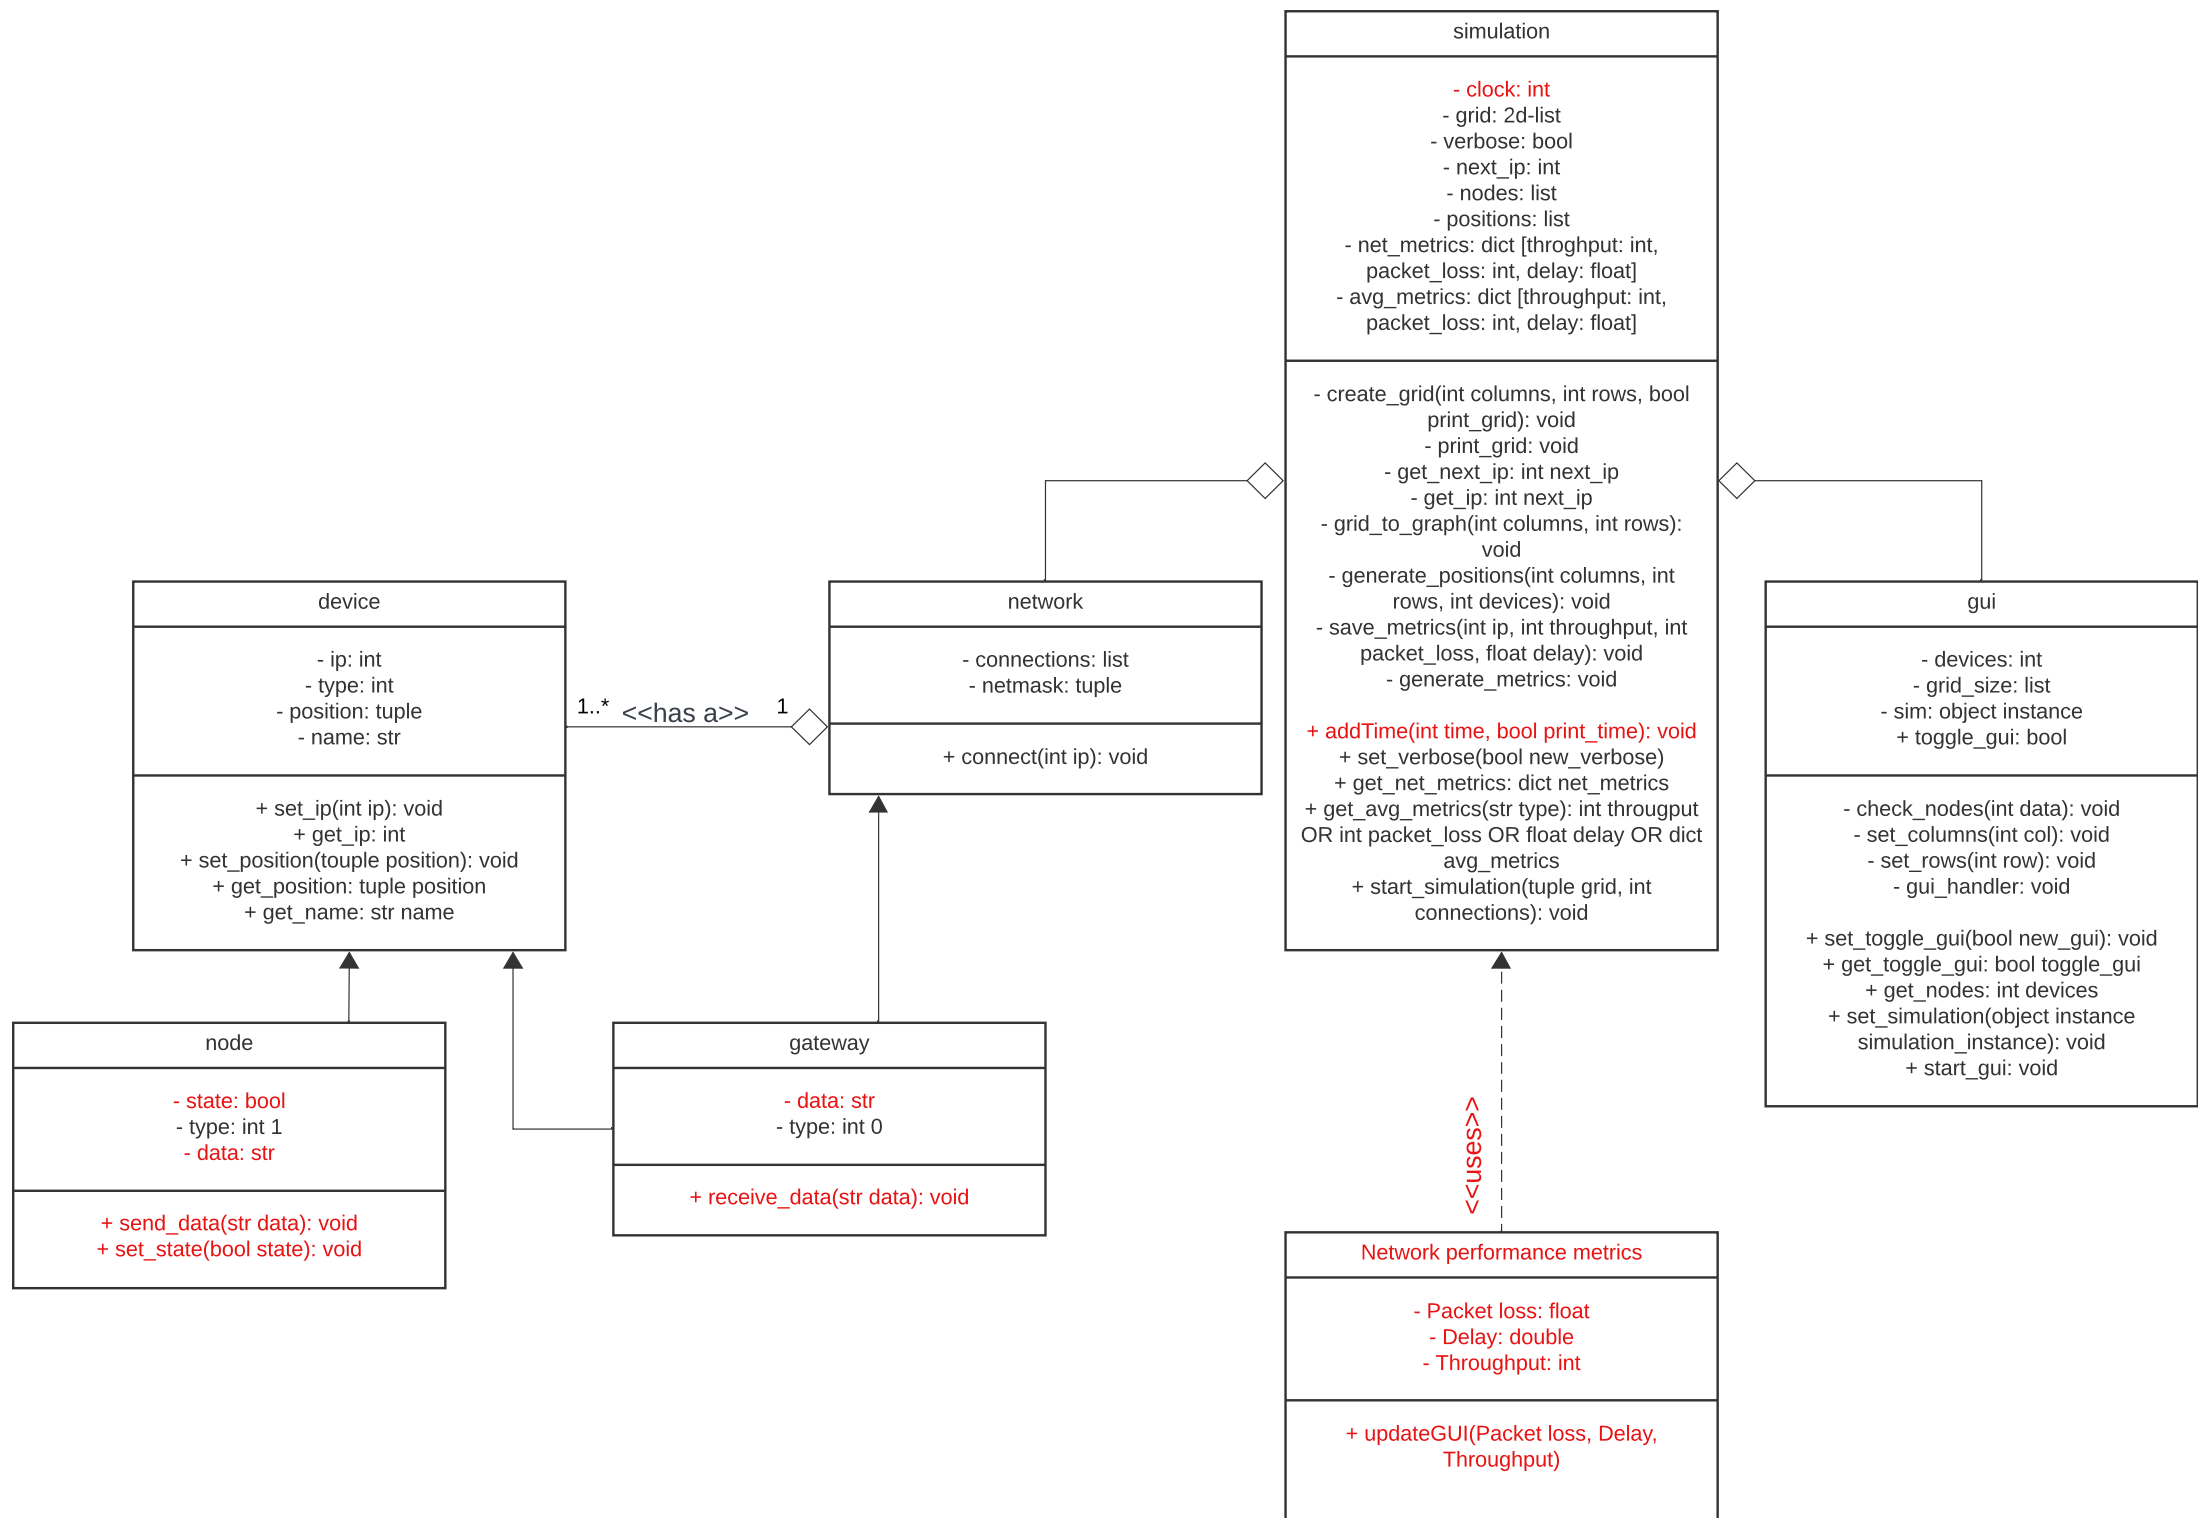 simulation
- clock: int
- grid: 2d-list
- verbose: bool
- next_ip: int
- nodes: list
- positions: list
- net_metrics: dict [throghput: int,
packet_loss: int, delay: float]
- avg_metrics: dict [throughput: int,
packet_loss: int, delay: float]
- create_grid(int columns, int rows, bool
print_grid): void
- print_grid: void
- get_next_ip: int next_ip
- get_ip: int next_ip
- grid_to_graph(int columns, int rows):
void
- generate_positions(int columns, int
rows, int devices): void
- save_metrics(int ip, int throughput, int
packet_loss, float delay): void
- generate_metrics: void
+ addTime(int time, bool print_time): void
+ set_verbose(bool new_verbose)
+ get_net_metrics: dict net_metrics
+ get_avg_metrics(str type): int througput
OR int packet_loss OR float delay OR dict
avg_metrics
+ start_simulation(tuple grid, int
connections): void
device
- ip: int
- type: int
- position: tuple
- name: str
+ set_ip(int ip): void
+ get_ip: int
+ set_position(touple position): void
+ get_position: tuple position
+ get_name: str name
1..*
<<has a>>
1
network
- connections: list
- netmask: tuple
+ connect(int ip): void
gui
- devices: int
- grid_size: list
- sim: object instance
+ toggle_gui: bool
- check_nodes(int data): void
- set_columns(int col): void
- set_rows(int row): void
- gui_handler: void
+ set_toggle_gui(bool new_gui): void
+ get_toggle_gui: bool toggle_gui
+ get_nodes: int devices
+ set_simulation(object instance
simulation_instance): void
+ start_gui: void
node
- state: bool
- type: int 1
- data: str
+ send_data(str data): void
+ set_state(bool state): void
gateway
- data: str
- type: int 0
+ receive_data(str data): void
<<uses>>
Network performance metrics
- Packet loss: float
- Delay: double
- Throughput: int
+ updateGUI(Packet loss, Delay,
Throughput)